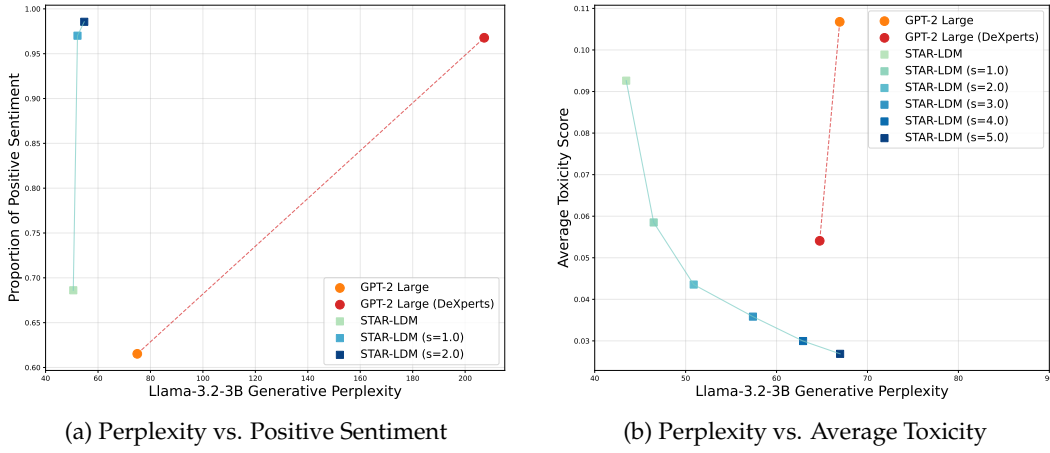 1.00
0.95
0.90
0.85
0.80
0.75
0.70
0.65
0.60
Proportion of Positive Sentiment
40
60
80
100
120
140
160
180
200
Llama-3.2-3B Generative Perplexity
GPT-2 Large
GPT-2 Large (DeXperts)
STAR-LDM
STAR-LDM (s=1.0)
STAR-LDM (s=2.0)
(a) Perplexity vs. Positive Sentiment
0.11
0.10
0.09
0.08
0.07
0.06
0.05
0.04
0.03
Average Toxicity Score
40
50
60
70
80
9
Llama-3.2-3B Generative Perplexity
GPT-2 Large
GPT-2 Large (DeXperts)
STAR-LDM
STAR-LDM (s=1.0)
STAR-LDM (s=2.0)
STAR-LDM (s=3.0)
STAR-LDM (s=4.0)
STAR-LDM (s=5.0)
(b) Perplexity vs. Average Toxicity